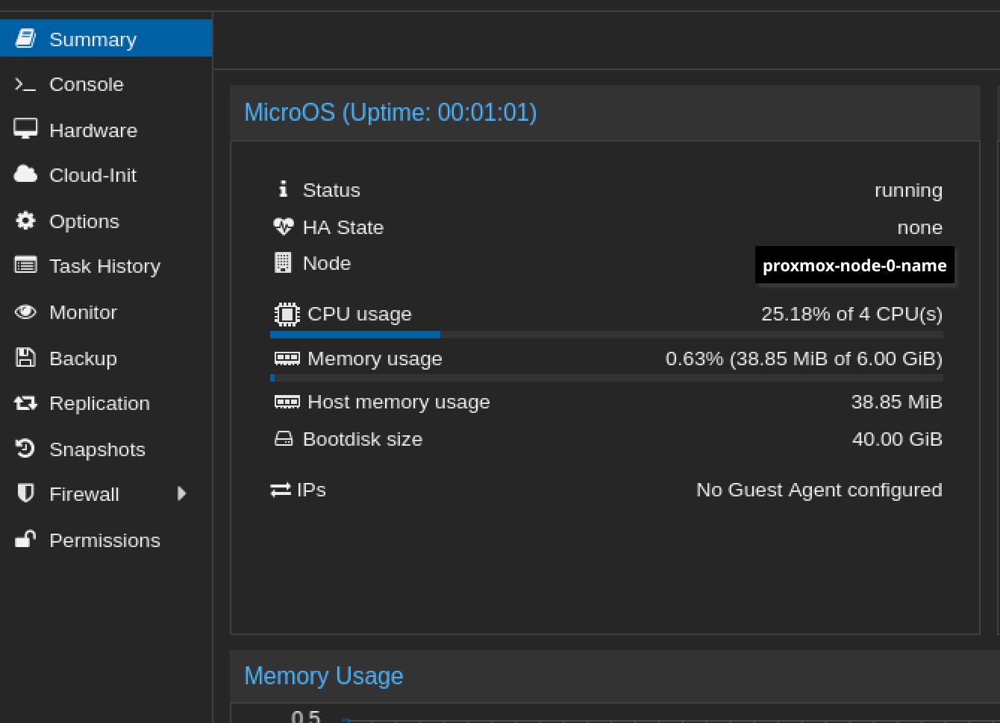 Summary
Console
Hardware
Cloud-Init
Options
Task History
Monitor
Backup
Replication
Snapshots
Firewall
Permissions
MicroOS (Uptime: 00:01:01)
Status running
HA State none
Node proxmox-node-0-name
CPU usage 25.18% of 4 CPU(s)
Memory usage 0.63% (38.85 MiB of 6.00 GiB)
Host memory usage 38.85 MiB
Bootdisk size 40.00 GiB
IPs No Guest Agent configured
Memory Usage
0.5